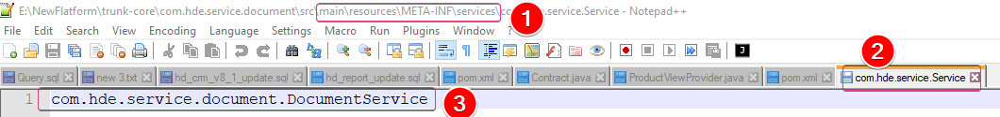 E:\NewFlatform\trunk-core\com.hde.service.document\src\main\resources\META-INF\services\co .service.Service - Notepad++
1
File Edit Search View Encoding Language Settings Macro Run Plugins Window ?
2
Query.sql new 3.txt hd_crm_v8_1_update.sql hd_report_update.sql pom.xml Contract.java ProductViewProvider.java pom.xml com.hde.service.Service
1 com.hde.service.document.DocumentService
3